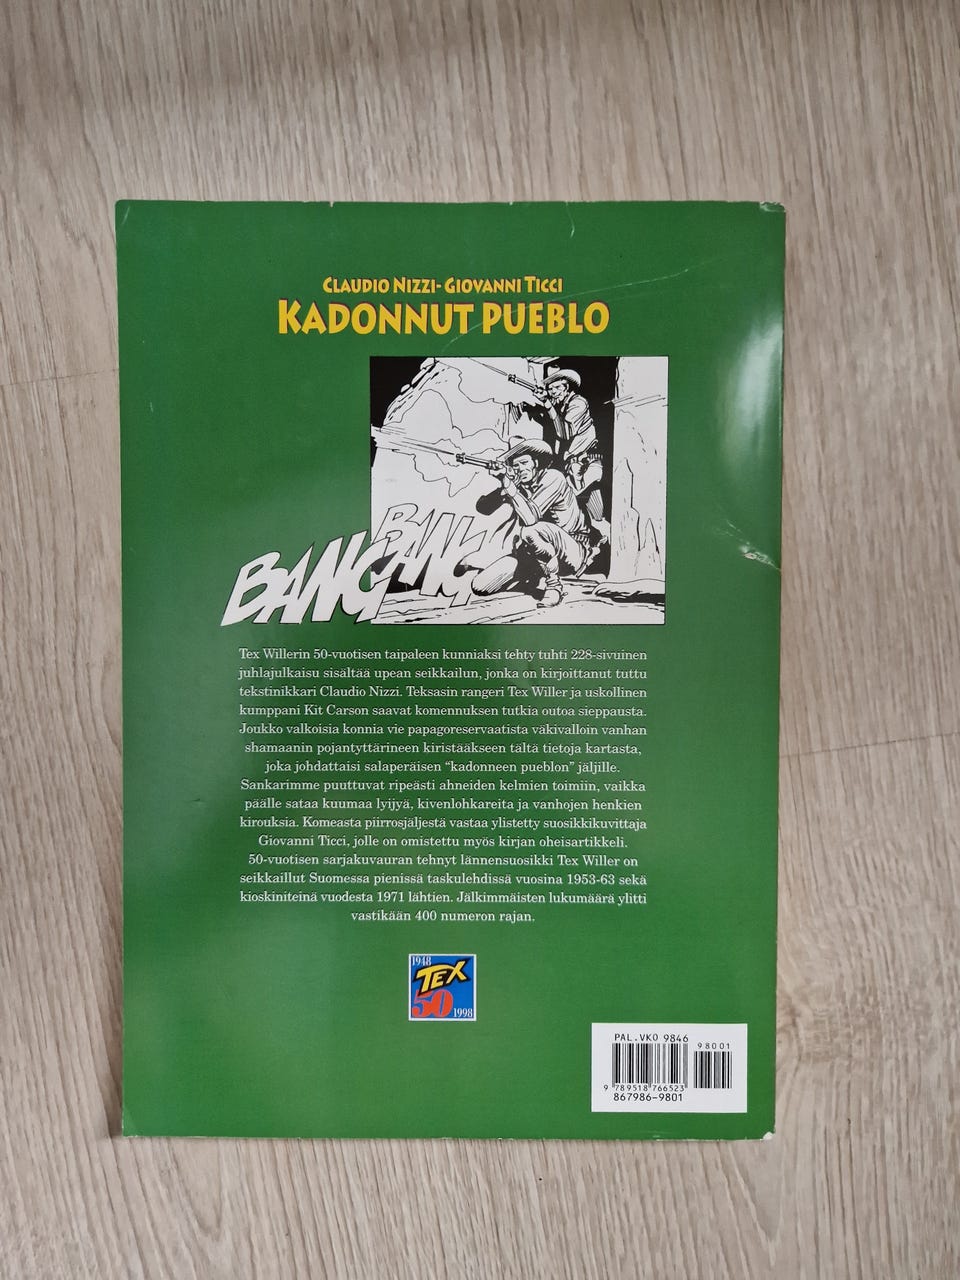 CLAUDIO NIZZI-GIOVANNI TICCI
KADONNUT PUEBLO
BANG
BANG
Tex Willerin 50-vuotisen taipaleen kunniaksi tehty tuhti 228-sivuinen
juhlajulkaisu sisältää upean seikkailun, jonka on kirjoittanut tuttu
tekstinikkari Claudio Nizzi. Teksasin rangeri Tex Willer ja uskollinen
kumppani Kit Carson saavat komennuksen tutkia outoa sieppausta.
Joukko valkoisia konnia vie papagoreservaatista väkivalloin vanhan
shamaanin pojantyttärineen kiristääkseen tältä tietoja kartasta,
joka johdattaisi salaperäisen "kadonneen pueblon" jäljille.
Sankarimme puuttuvat ripeästi ahneiden kelmien toimiin, vaikka
päälle sataa kuumaa lyijyä, kivenlohkareita ja vanhojen henkien
kirouksia. Komeasta piirrosjäljestä vastaa ylistetty suosikkikuvittaja
Giovanni Ticci, jolle on omistettu myös kirjan oheisartikkeli.
50-vuotisen sarjakuvauran tehnyt lännensuosikki Tex Willer on
seikkaillut Suomessa pienissä taskulehdissä vuosina 1953-63 sekä
kioskiniteinä vuodesta 1971 lähtien. Jälkimmäisten lukumäärä ylitti
vastikään 400 numeron rajan.
1948
TEX
50
1998
PAL.VKO 9846
98001
9 789518 766523
867986-9801